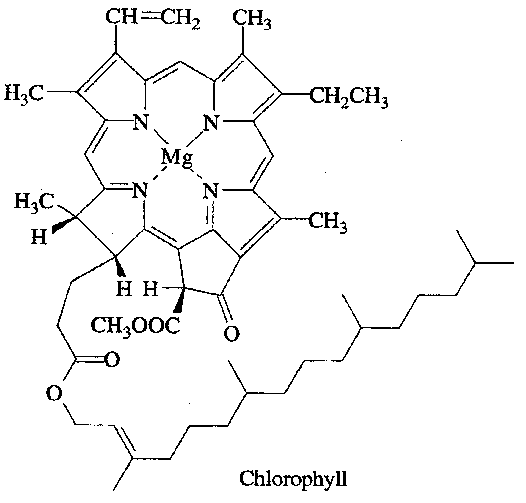 CH=CH₂
CH₃
H₃C
CH₂CH₃
N N
Mg
N N
H₃C
H
CH₃
H H
CH₃OOC
O
O
O
Chlorophyll